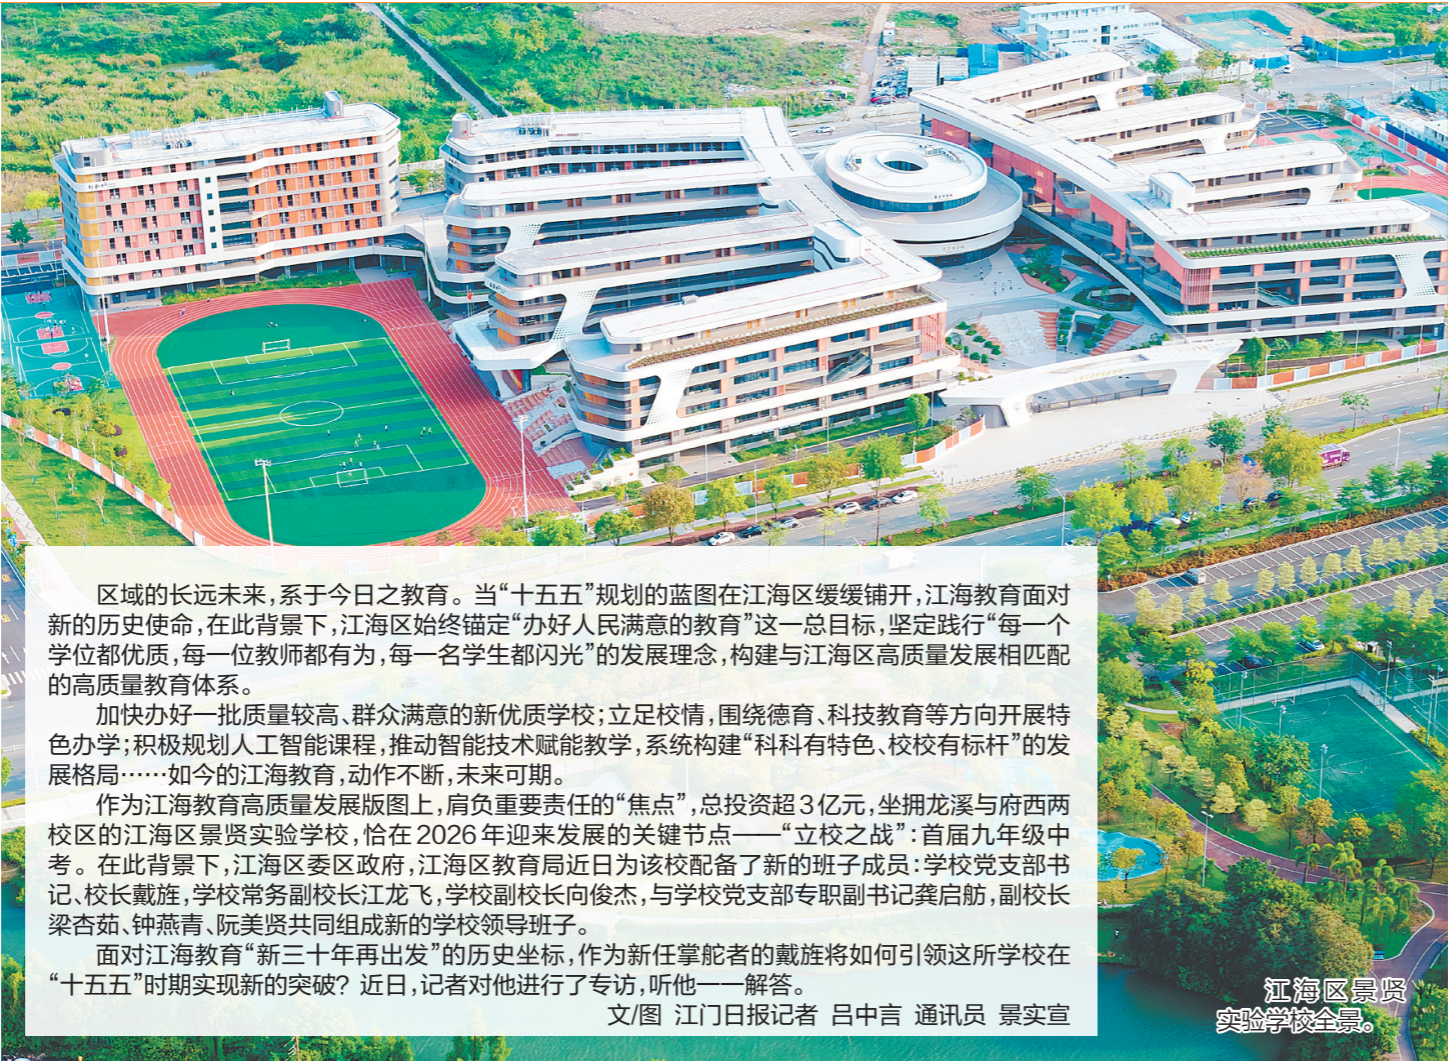 区域的长远未来，系于今日之教育。当“十五五”规划的蓝图在江海区缓缓铺开，江海教育面对
新的历史使命，在此背景下，江海区始终锚定“办好人民满意的教育”这一总目标，坚定践行“每一个
学位都优质，每一位教师都有为，每一名学生都闪光”的发展理念，构建与江海区高质量发展相匹配
的高质量教育体系。
加快办好一批质量较高、群众满意的新优质学校；立足校情，围绕德育、科技教育等方向开展特
色办学；积极规划人工智能课程，推动智能技术赋能教学，系统构建“科科有特色、校校有标杆”的发
展格局……如今的江海教育，动作不断，未来可期。
作为江海教育高质量发展版图上，肩负重要责任的“焦点”，总投资超3亿元，坐拥龙溪与府西两
校区的江海区景贤实验学校，恰在2026年迎来发展的关键节点——“立校之战”：首届九年级中
考。在此背景下，江海区委区政府，江海区教育局近日为该校配备了新的班子成员：学校党支部书
记、校长戴旌，学校常务副校长江龙飞，学校副校长向俊杰，与学校党支部专职副书记龚启舫，副校长
梁杏茹、钟燕青、阮美贤共同组成新的学校领导班子。
面对江海教育“新三十年再出发”的历史坐标，作为新任掌舵者的戴旌将如何引领这所学校在
“十五五”时期实现新的突破？近日，记者对他进行了专访，听他一一解答。
文/图 江门日报记者 吕中言 通讯员 景实宣
江海区景贤
实验学校全景。